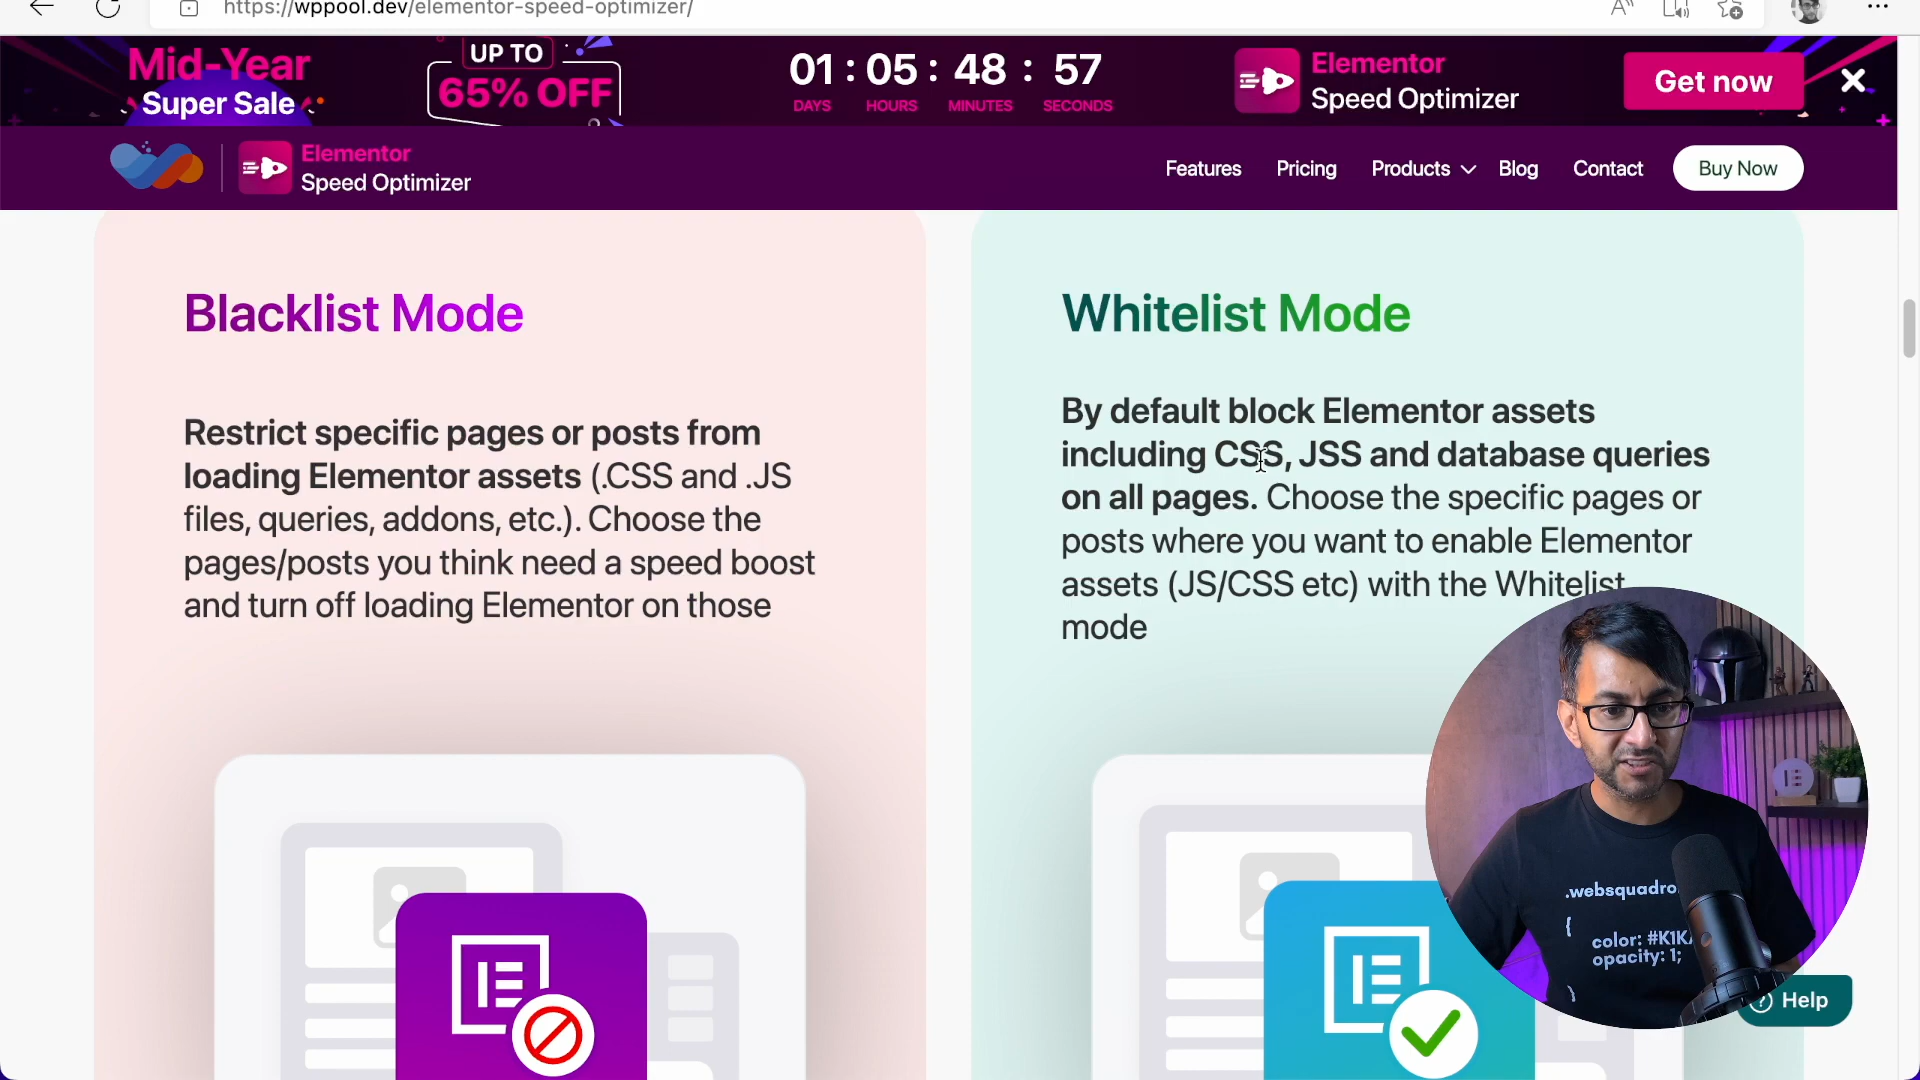 https://wppool.dev/elementor-speed-optimizer/
Mid-Year
Super Sale
UP TO
65% OFF
01 : 05 : 48 : 57
DAYS HOURS MINUTES SECONDS
Elementor
Speed Optimizer
Get now
Elementor
Speed Optimizer
Features Pricing Products Blog Contact Buy Now
Blacklist Mode
Restrict specific pages or posts from
loading Elementor assets (.CSS and .JS
files, queries, addons, etc.). Choose the
pages/posts you think need a speed boost
and turn off loading Elementor on those
Whitelist Mode
By default block Elementor assets
including CSS, JSS and database queries
on all pages. Choose the specific pages or
posts where you want to enable Elementor
assets (JS/CSS etc) with the Whitelist
mode
.websquadro
{
color: #K1K
opacity: 1;
}
Help